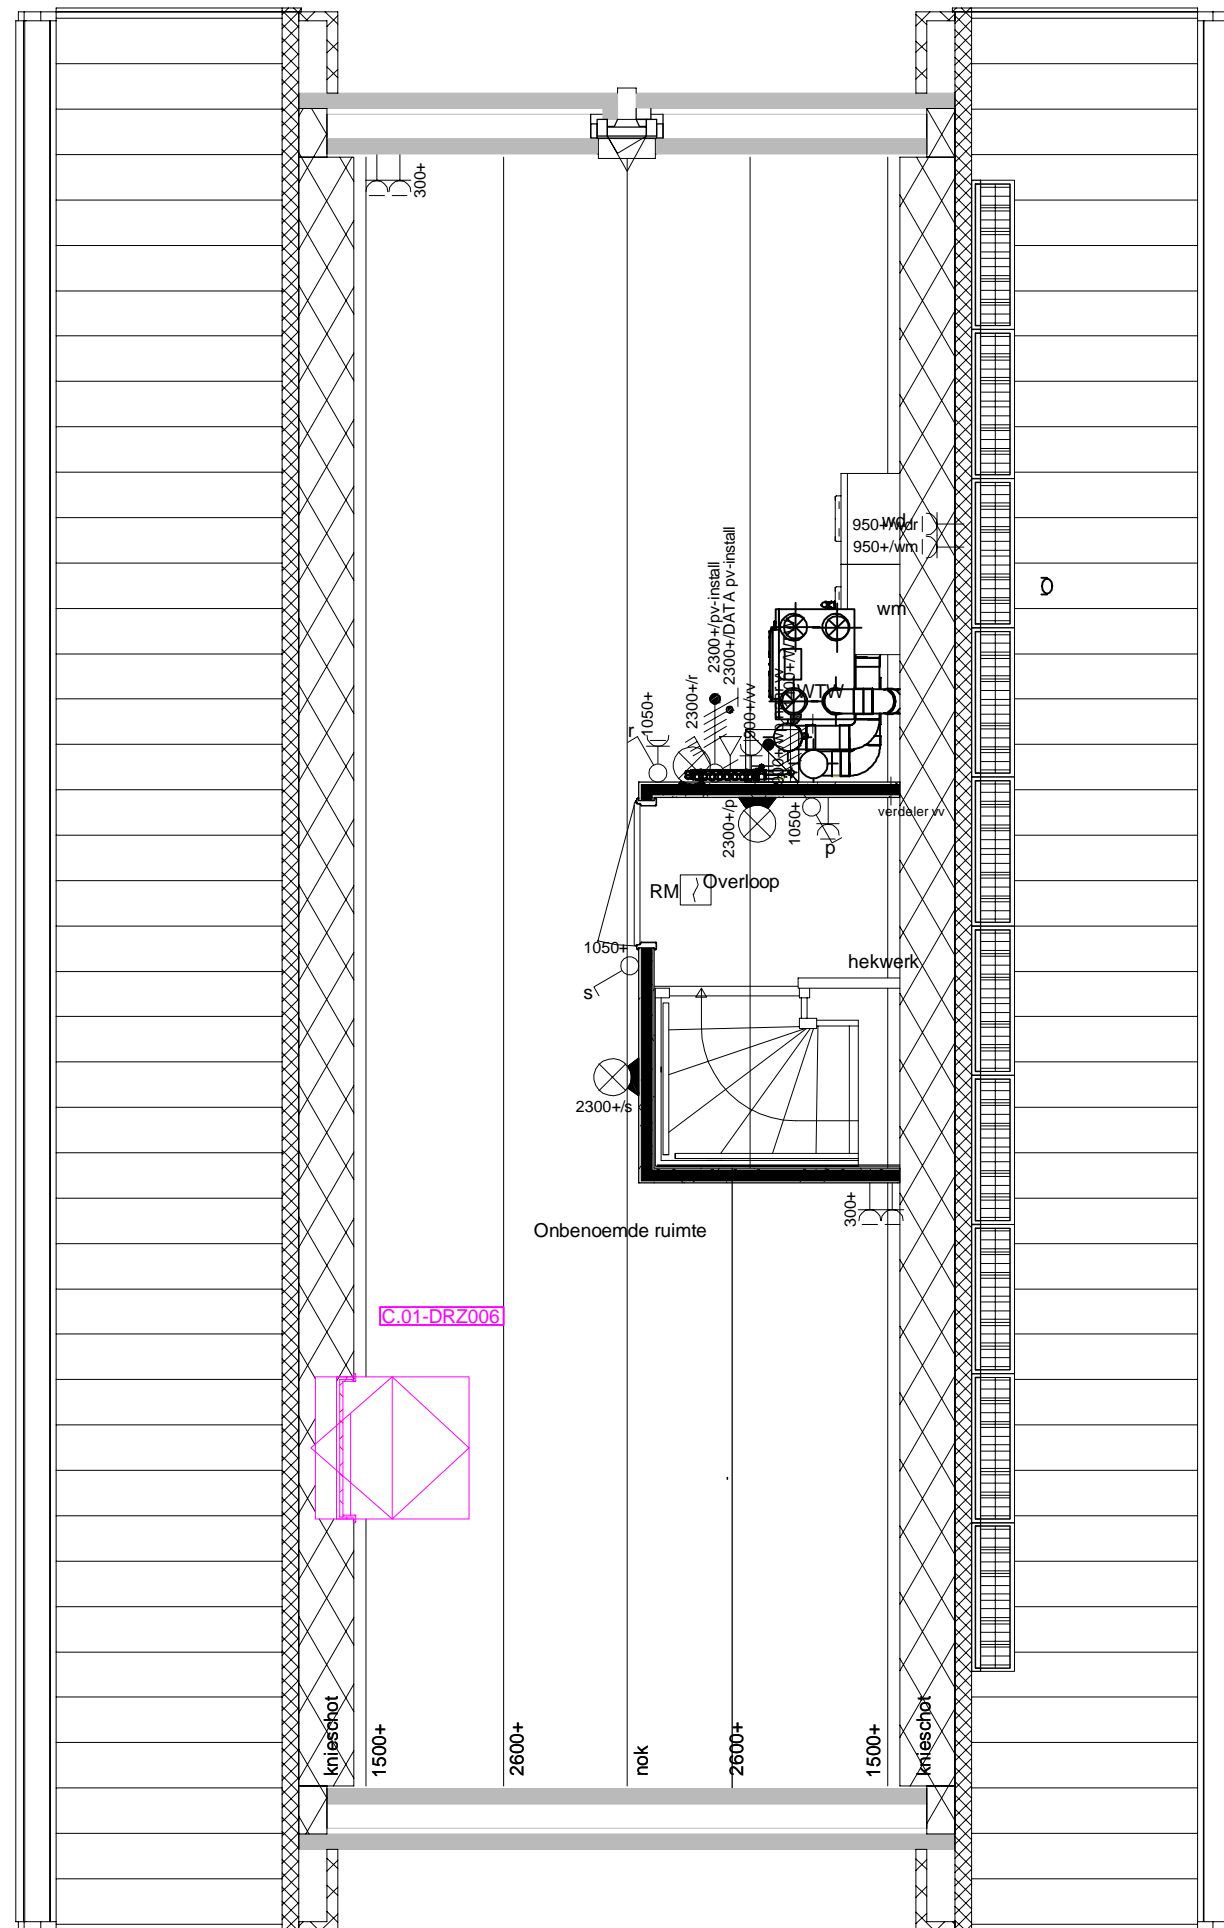 300+
950+/wdr
wd
950+/wm
wm
2300+/pv-install
2300+/DATA pv-install
2300+/r
1050+
r
900+/vv
WTW
2300+/p
1050+
p
verdeler vv
RM
Overloop
1050+
s
hekwerk
2300+/s
300+
Onbenoemde ruimte
C.01-DRZ006
knieschot
1500+
2600+
nok
2600+
1500+
knieschot